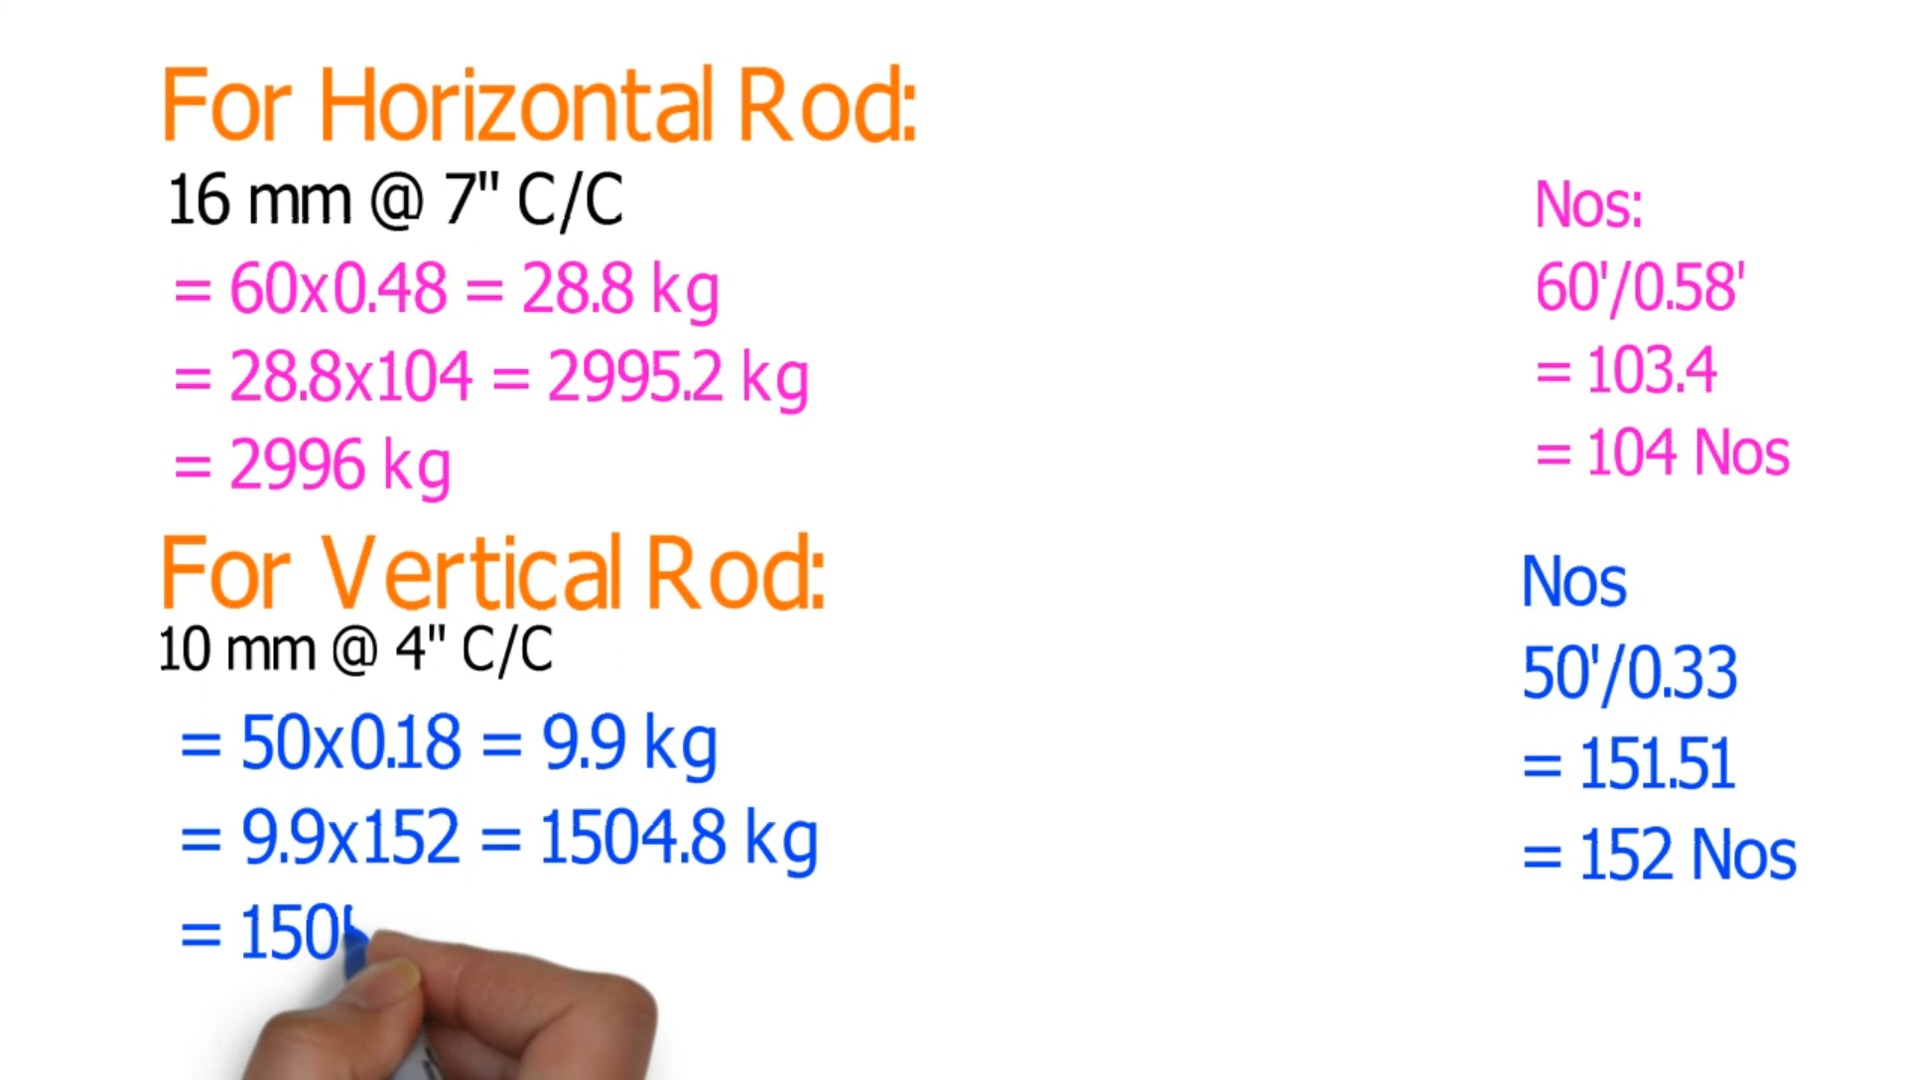 For Horizontal Rod:
16 mm @ 7" C/C
= 60x0.48 = 28.8 kg
= 28.8x104 = 2995.2 kg
= 2996 kg
Nos:
60'/0.58'
= 103.4
= 104 Nos
For Vertical Rod:
10 mm @ 4" C/C
= 50x0.18 = 9.9 kg
= 9.9x152 = 1504.8 kg
= 150
Nos
50'/0.33
= 151.51
= 152 Nos